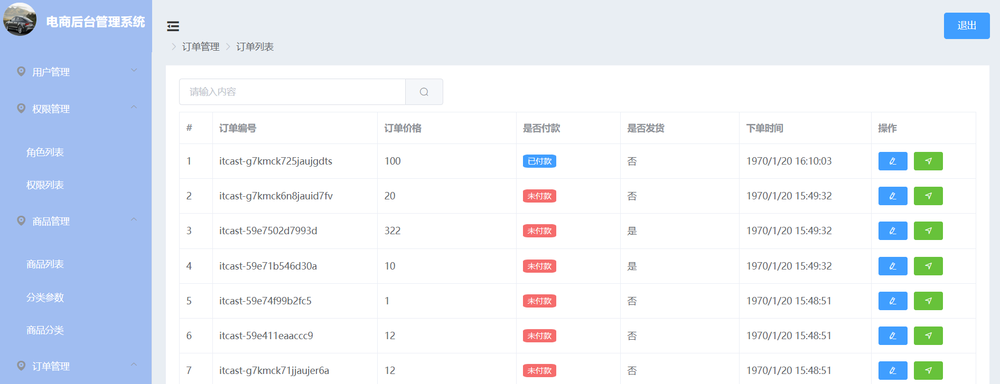 电商后台管理系统
退出
订单管理
订单列表
用户管理
权限管理
角色列表
权限列表
商品管理
商品列表
分类参数
商品分类
订单管理
请输入内容
# 订单编号 订单价格 是否付款 是否发货 下单时间 操作
1 itcast-g7kmck725jaujgdts 100 已付款 否 1970/1/20 16:10:03
2 itcast-g7kmck6n8jauid7fv 20 未付款 否 1970/1/20 15:49:32
3 itcast-59e7502d7993d 322 未付款 是 1970/1/20 15:49:32
4 itcast-59e71b546d30a 10 未付款 是 1970/1/20 15:49:32
5 itcast-59e74f99b2fc5 1 未付款 否 1970/1/20 15:48:51
6 itcast-59e411eaaccc9 12 未付款 否 1970/1/20 15:48:51
7 itcast-g7kmck71jjaujer6a 12 未付款 否 1970/1/20 15:48:51